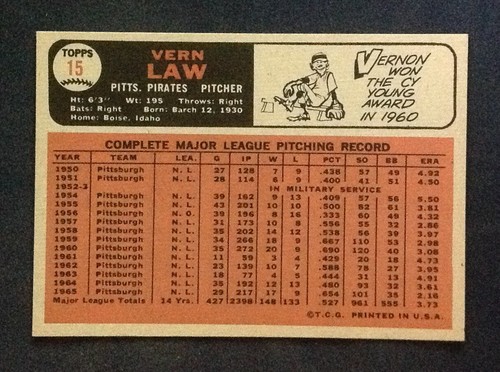 TOPPS
15
VERN
LAW
PITTS. PIRATES PITCHER
Ht: 6'3" Wt: 195 Throws: Right
Bats: Right Born: Barch 12, 1930
Home: Boise, Idaho
VERNON
WON
THE CY
YOUNG
AWARD
IN 1960
COMPLETE MAJOR LEAGUE PITCHING RECORD
YEAR TEAM LEA. G IP W L PCT SO BB ERA
1950 Pittsburgh N. L. 27 128 7 9 .438 57 49 4.92
1951 Pittsburgh N. L. 28 114 6 9 .400 41 51 4.50
1952-3 IN MILITARY SERVICE
1954 Pittsburgh N. L. 39 162 9 13 .409 57 56 5.50
1955 Pittsburgh N. L. 43 201 10 10 .500 82 61 3.81
1956 Pittsburgh N. O. 39 196 8 16 .333 60 49 4.32
1957 Pittsburgh N. L. 31 173 10 8 .556 55 32 2.86
1958 Pittsburgh N. L. 35 202 14 12 .538 56 39 3.97
1959 Pittsburgh N. L. 34 266 18 9 .667 110 53 2.98
1960 Pittsburgh N. L. 35 272 20 9 .690 120 40 3.08
1961 Pittsburgh N. L. 11 59 3 4 .429 20 18 4.73
1962 Pittsburgh N. L. 23 139 10 7 .588 78 27 3.95
1963 Pittsburgh N. L. 18 77 4 5 .444 31 13 4.91
1964 Pittsburgh N. L. 35 192 12 13 .480 93 32 3.61
1965 Pittsburgh N. L. 29 217 17 9 .654 101 35 2.16
Major League Totals 14 Yrs. 427 2398 148 133 .527 961 555 3.73
©T.C.G. PRINTED IN U.S.A.